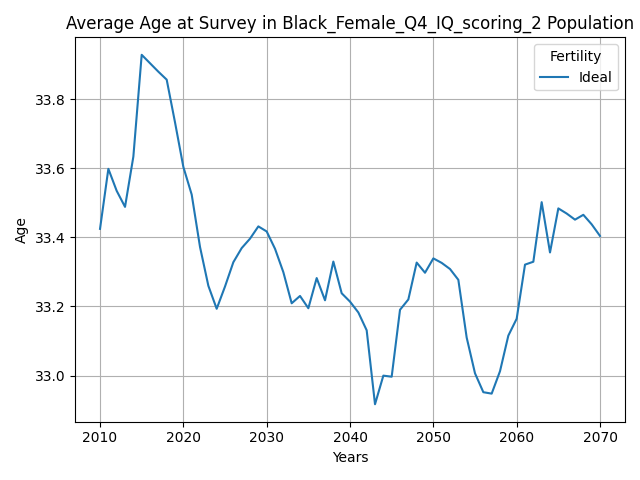 Average Age at Survey in Black_Female_Q4_IQ_scoring_2 Population
Fertility
Ideal
33.8
33.6
33.4
33.2
33.0
Age
2010 2020 2030 2040 2050 2060 2070
Years